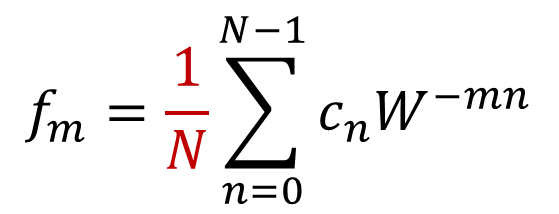 f_m = \frac{1}{N} \sum_{n=0}^{N-1} c_n W^{-mn}